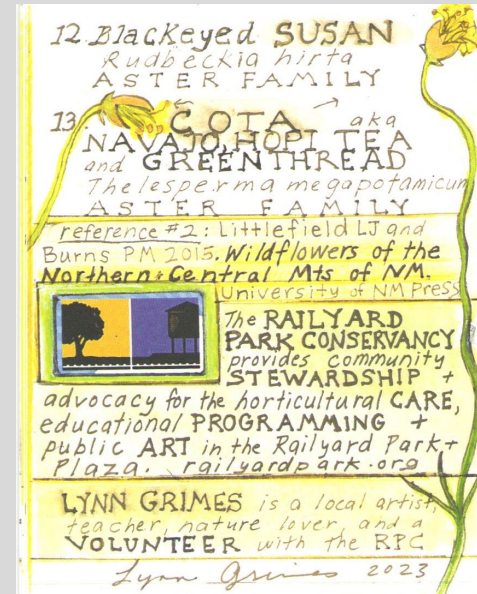 12. Blackeyed SUSAN
Rudbeckia hirta
ASTER FAMILY
13. COTA aka
NAVAJO, HOPI TEA
and GREENTHREAD
Thelesperma megapotamicum
ASTER FAMILY
reference #2: Littlefield LJ and
Burns PM 2015. Wildflowers of the
Northern + Central Mts of NM.
University of NM Press
The RAILYARD
PARK CONSERVANCY
provides community
STEWARDSHIP +
advocacy for the horticultural CARE,
educational PROGRAMMING +
public ART in the Railyard Park +
Plaza. railyardpark.org
LYNN GRIMES is a local artist,
teacher, nature lover, and a
VOLUNTEER with the RPC
Lynn Grimes 2023